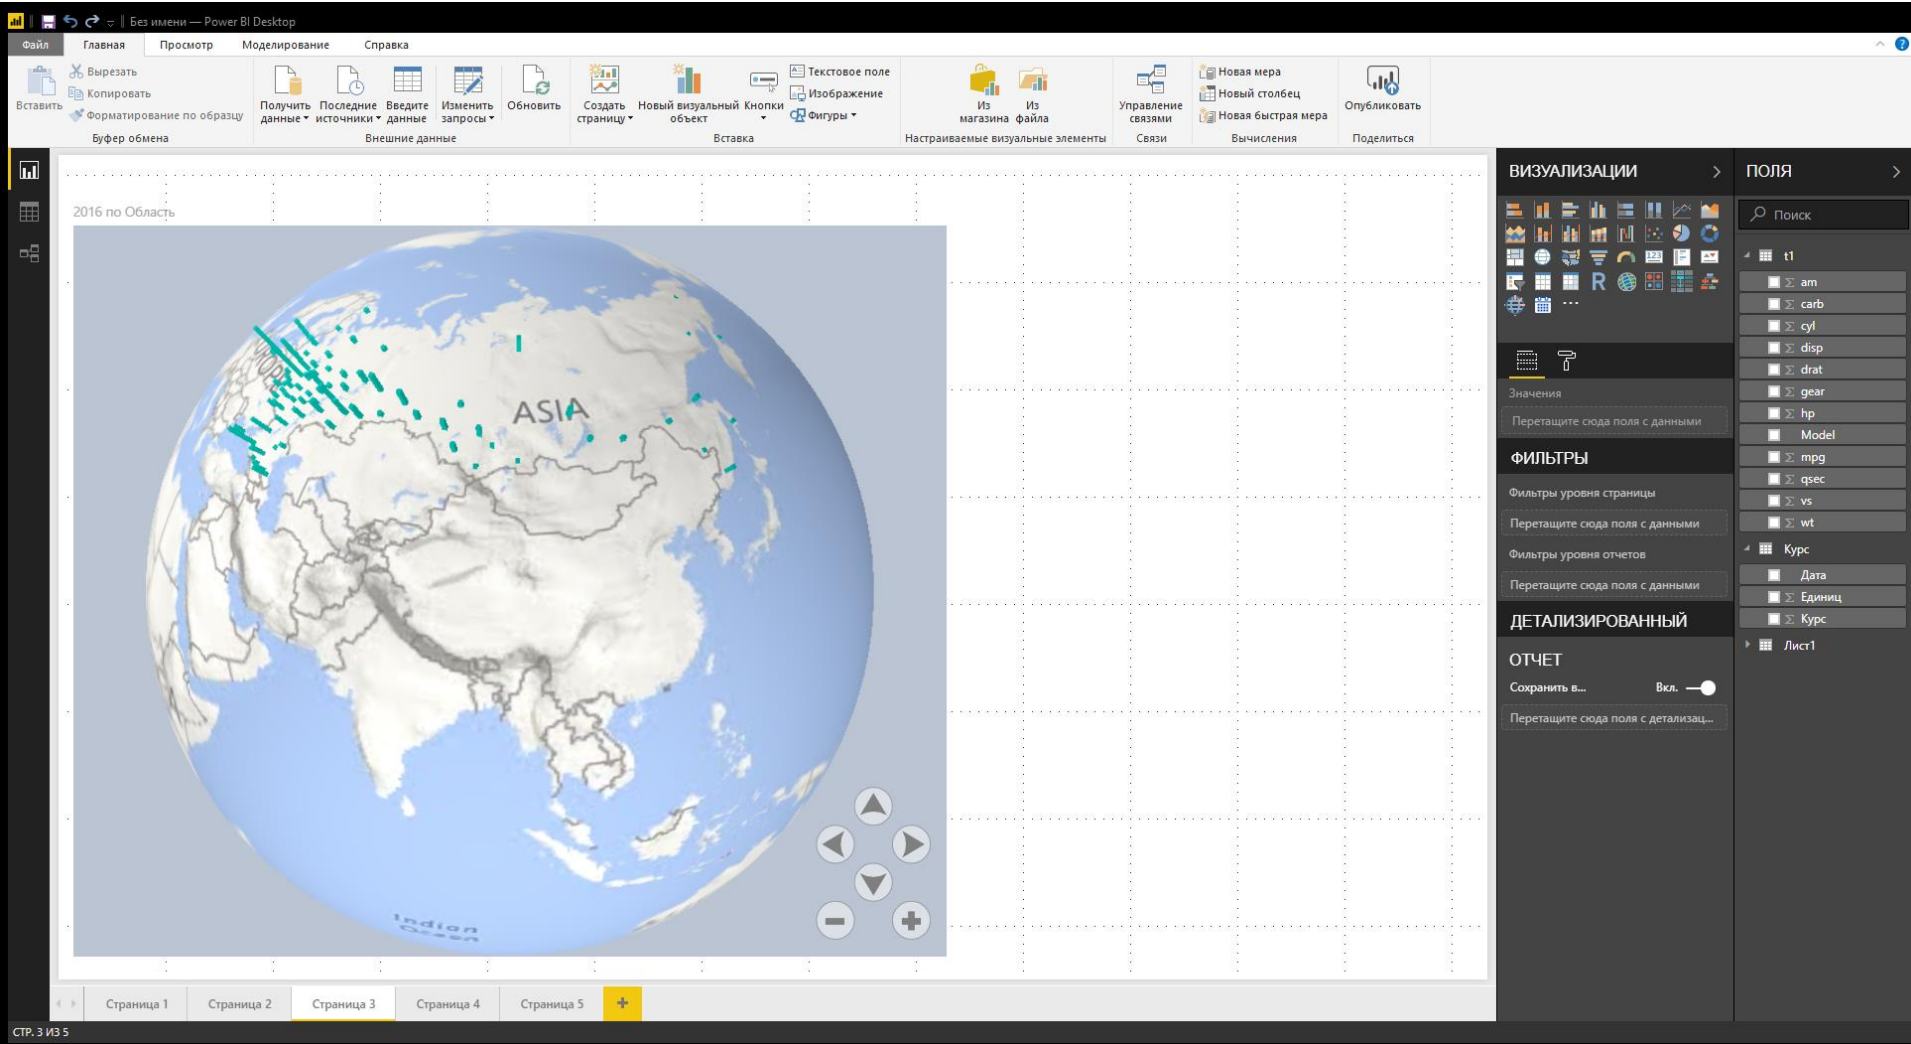 Без имени — Power BI Desktop
Файл Главная Просмотр Моделирование Справка
Вставить
Вырезать
Копировать
Форматирование по образцу
Буфер обмена
Получить данные
Последние источники
Введите данные
Изменить запросы
Обновить
Внешние данные
Создать страницу
Новый визуальный объект
Кнопки
Текстовое поле
Изображение
Фигуры
Вставка
Из магазина
Из файла
Настраиваемые визуальные элементы
Управление связями
Связи
Новая мера
Новый столбец
Новая быстрая мера
Вычисления
Опубликовать
Поделиться
2016 по Область
ASIA
Indian
Ocean
ВИЗУАЛИЗАЦИИ
123
R
Значения
Перетащите сюда поля с данными
ФИЛЬТРЫ
Фильтры уровня страницы
Перетащите сюда поля с данными
Фильтры уровня отчетов
Перетащите сюда поля с данными
ДЕТАЛИЗИРОВАННЫЙ
ОТЧЕТ
Сохранить в... Вкл.
Перетащите сюда поля с детализац...
ПОЛЯ
Поиск
t1
am
carb
cyl
disp
drat
gear
hp
Model
mpg
qsec
vs
wt
Курс
Дата
Единиц
Курс
Лист1
Страница 1 Страница 2 Страница 3 Страница 4 Страница 5
СТР. 3 ИЗ 5